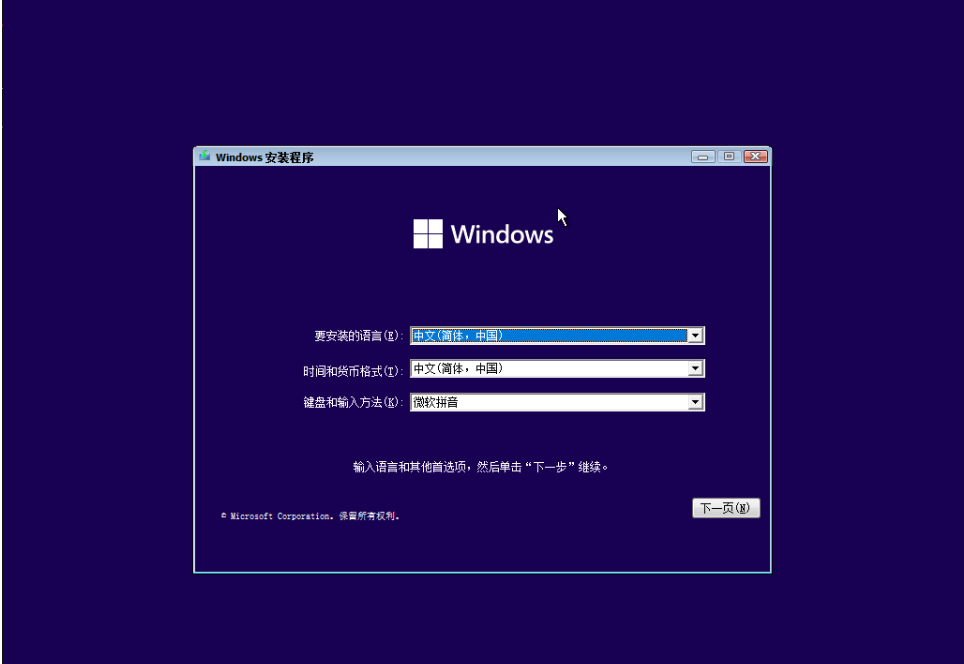 Windows 安装程序
Windows
要安装的语言(E): 中文(简体，中国)
时间和货币格式(T): 中文(简体，中国)
键盘和输入方法(K): 微软拼音
输入语言和其他首选项，然后单击“下一步”继续。
© Microsoft Corporation. 保留所有权利。
下一页(N)